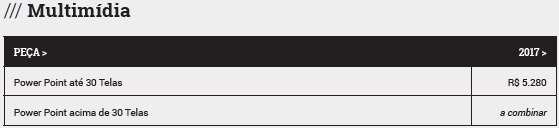 /// Multimídia
PEÇA > 2017 >
Power Point até 30 Telas R$ 5.280
Power Point acima de 30 Telas a combinar